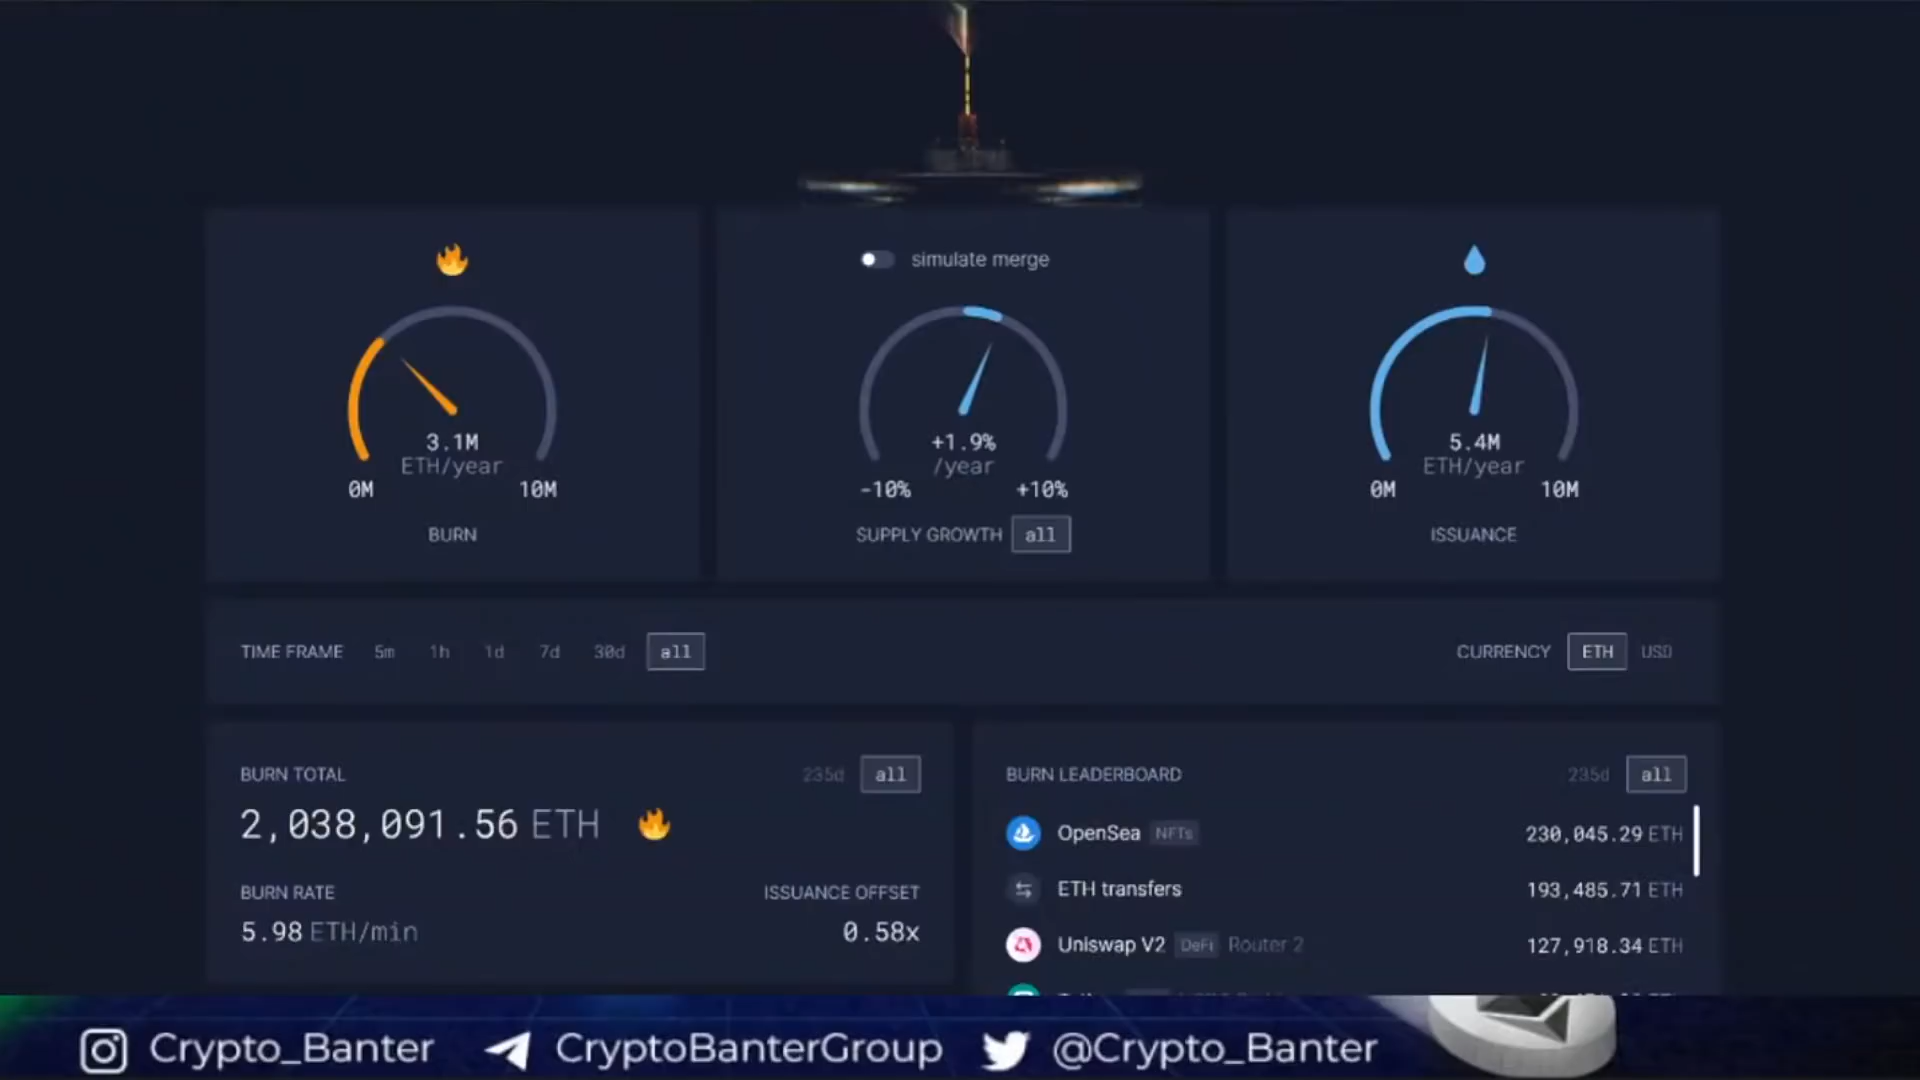 simulate merge
3.1M
ETH/year
0M 10M
BURN
+1.9%
/year
-10% +10%
SUPPLY GROWTH all
5.4M
ETH/year
0M 10M
ISSUANCE
TIME FRAME 5m 1h 1d 7d 30d all
CURRENCY ETH USD
BURN TOTAL 235d all
2,038,091.56 ETH
BURN RATE ISSUANCE OFFSET
5.98 ETH/min 0.58x
BURN LEADERBOARD 235d all
OpenSea NFTs 230,045.29 ETH
ETH transfers 193,485.71 ETH
Uniswap V2 DeFi Router 2 127,918.34 ETH
Crypto_Banter CryptoBanterGroup @Crypto_Banter